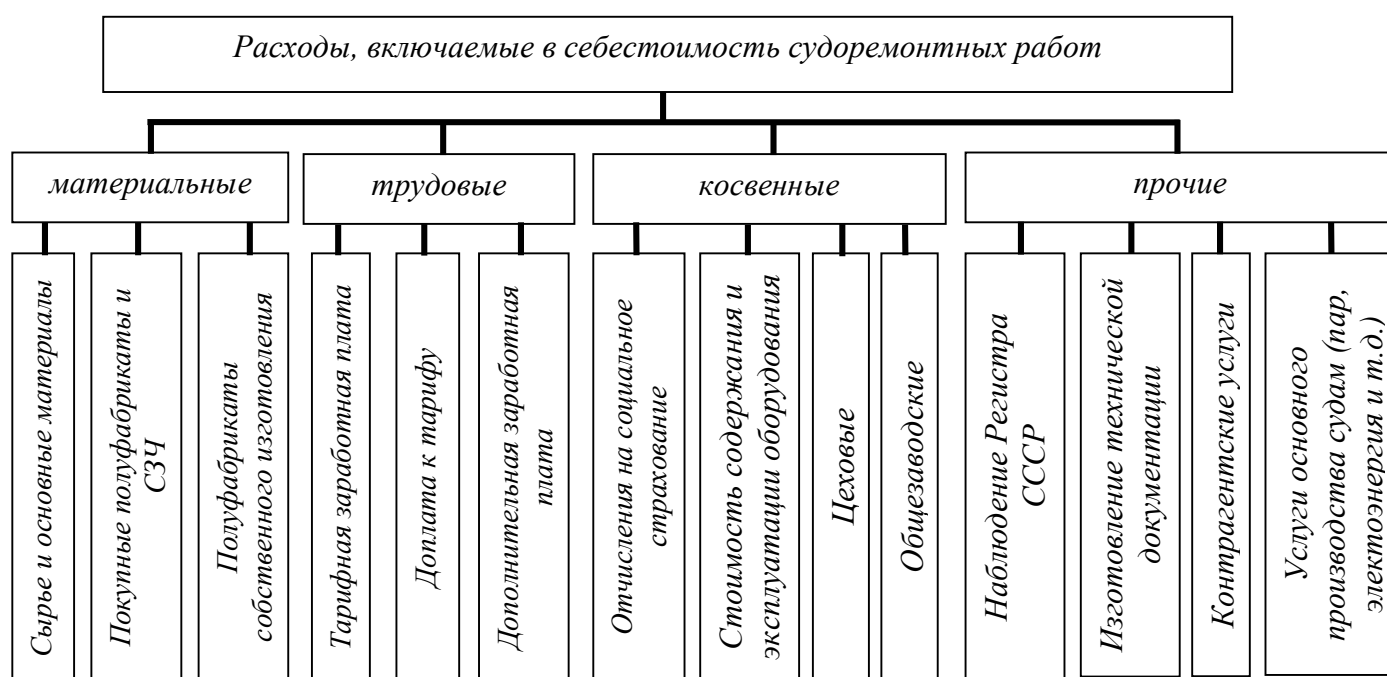 Расходы, включаемые в себестоимость судоремонтных работ
материальные
трудовые
косвенные
прочие
Сырье и основные материалы
Покупные полуфабрикаты и
СЗЧ
Полуфабрикаты
собственного изготовления
Тарифная заработная плата
Доплата к тарифу
Дополнительная заработная
плата
Отчисления на социальное
страхование
Стоимость содержания и
эксплуатации оборудования
Цеховые
Общезаводские
Наблюдение Регистра
СССР
Изготовление технической
документации
Контрагентские услуги
Услуги основного
производства судам (пар,
электоэнергия и т.д.)